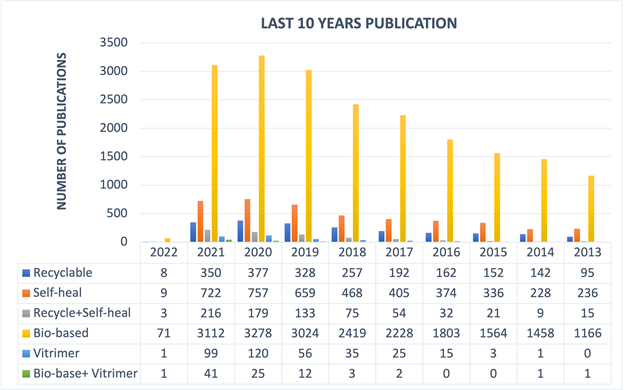 LAST 10 YEARS PUBLICATION
NUMBER OF PUBLICATIONS
3500
3000
2500
2000
1500
1000
500
0
2022 2021 2020 2019 2018 2017 2016 2015 2014 2013
Recyclable 8 350 377 328 257 192 162 152 142 95
Self-heal 9 722 757 659 468 405 374 336 228 236
Recycle+Self-heal 3 216 179 133 75 54 32 21 9 15
Bio-based 71 3112 3278 3024 2419 2228 1803 1564 1458 1166
Vitrimer 1 99 120 56 35 25 15 3 1 0
Bio-base+ Vitrimer 1 41 25 12 3 2 0 0 1 1